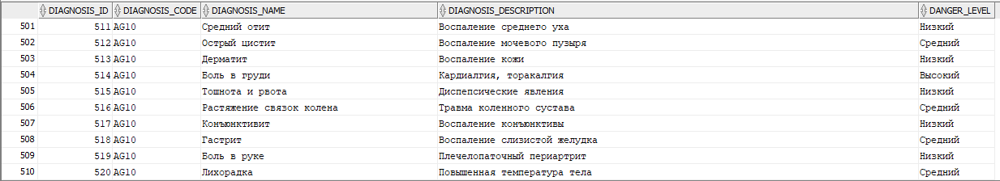 DIAGNOSIS_ID DIAGNOSIS_CODE DIAGNOSIS_NAME DIAGNOSIS_DESCRIPTION DANGER_LEVEL
501 511 AG10 Средний отит Воспаление среднего уха Низкий
502 512 AG10 Острый цистит Воспаление мочевого пузыря Средний
503 513 AG10 Дерматит Воспаление кожи Низкий
504 514 AG10 Боль в груди Кардиалгия, торакалгия Высокий
505 515 AG10 Тошнота и рвота Диспепсические явления Низкий
506 516 AG10 Растяжение связок колена Травма коленного сустава Средний
507 517 AG10 Конъюнктивит Воспаление конъюнктивы Низкий
508 518 AG10 Гастрит Воспаление слизистой желудка Средний
509 519 AG10 Боль в руке Плечелопаточный периартрит Низкий
510 520 AG10 Лихорадка Повышенная температура тела Средний